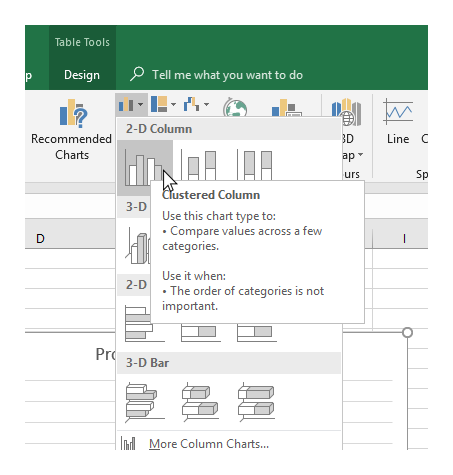 Table Tools
p
Design
Tell me what you want to do
Recommended
Charts
2-D Column
3D
ap
urs
Line
C
Sp
Clustered Column
Use this chart type to:
• Compare values across a few
categories.
Use it when:
• The order of categories is not
important.
3-D
2-D
D
I
Pro
3-D Bar
More Column Charts...